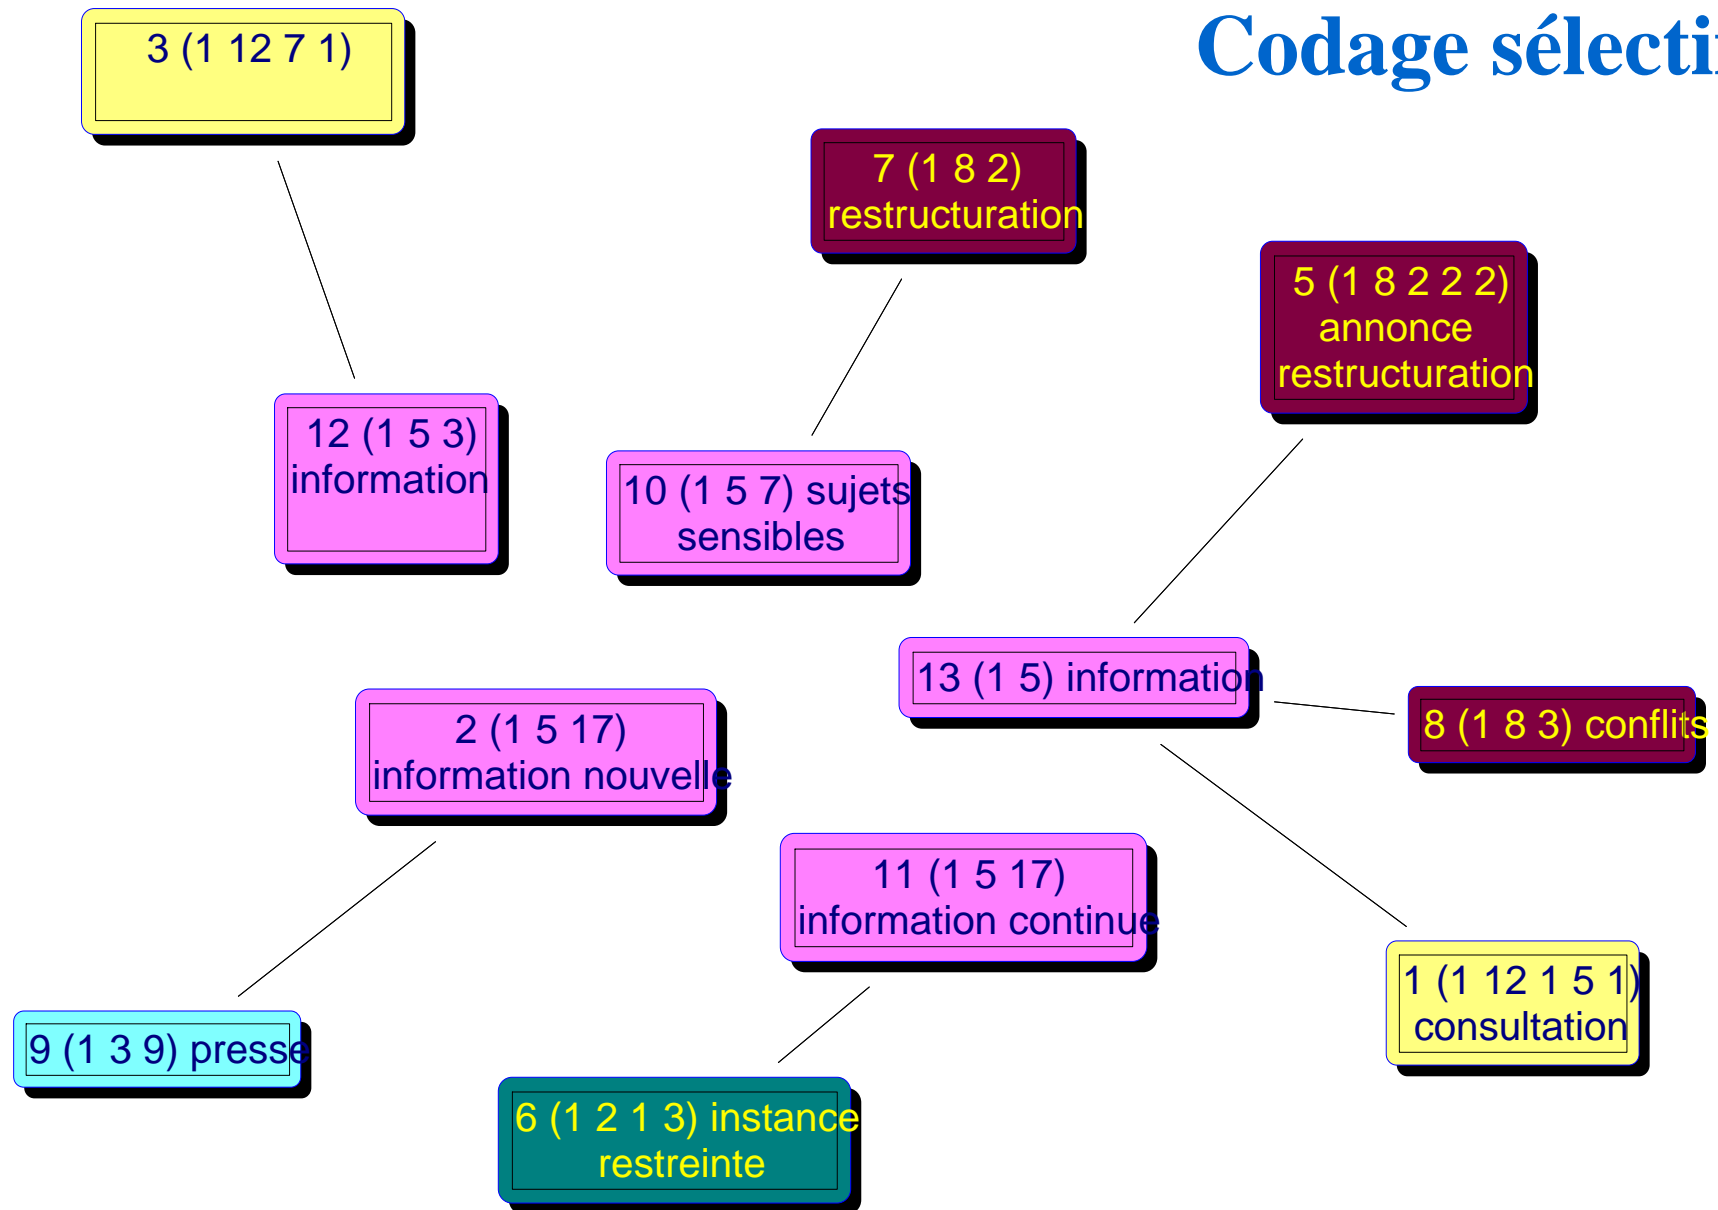 Codage sélecti
3 (1 12 7 1)
7 (1 8 2)
restructuration
5 (1 8 2 2 2)
annonce
restructuration
12 (1 5 3)
information
10 (1 5 7) sujets
sensibles
13 (1 5) information
2 (1 5 17)
information nouvelle
8 (1 8 3) conflits
11 (1 5 17)
information continue
1 (1 12 1 5 1)
consultation
9 (1 3 9) presse
6 (1 2 1 3) instance
restreinte